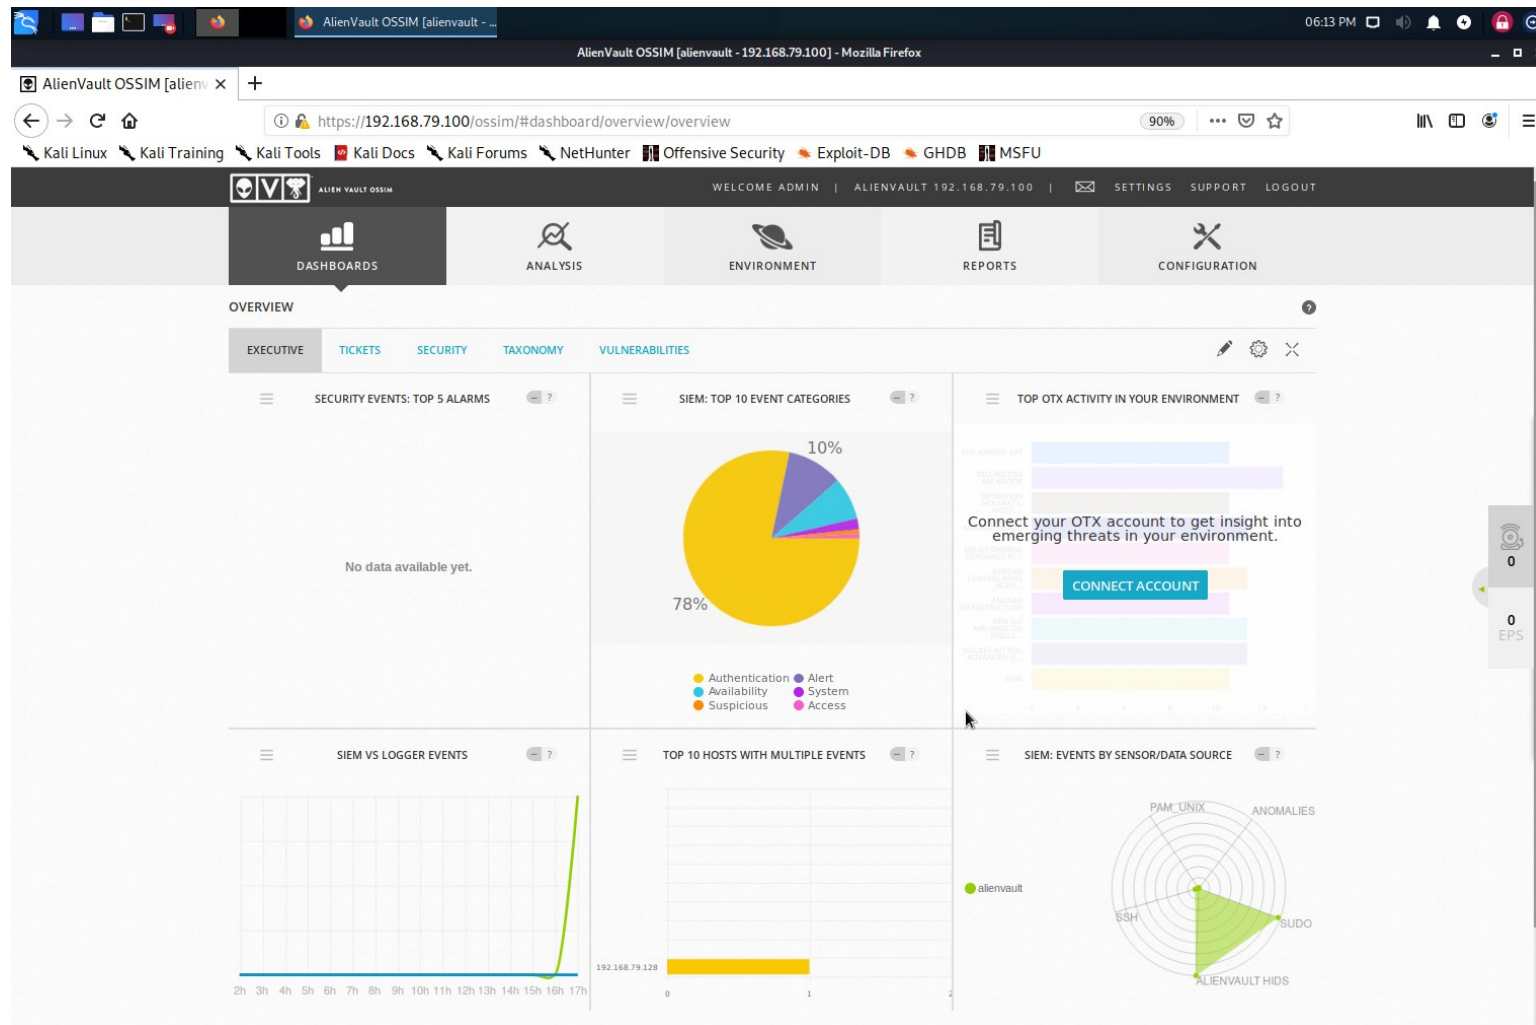 AlienVault OSSIM [alienvault - ...
06:13 PM
AlienVault OSSIM [alienvault - 192.168.79.100] - Mozilla Firefox
AlienVault OSSIM [alienv
https://192.168.79.100/ossim/#dashboard/overview/overview
90%
Kali Linux Kali Training Kali Tools Kali Docs Kali Forums NetHunter Offensive Security Exploit-DB GHDB MSFU
V ALIEN VAULT OSSIM
WELCOME ADMIN | ALIENVAULT 192.168.79.100 | SETTINGS SUPPORT LOGOUT
DASHBOARDS ANALYSIS ENVIRONMENT REPORTS CONFIGURATION
OVERVIEW ?
EXECUTIVE TICKETS SECURITY TAXONOMY VULNERABILITIES
SECURITY EVENTS: TOP 5 ALARMS ?
No data available yet.
SIEM: TOP 10 EVENT CATEGORIES ?
10%
78%
Authentication Alert
Availability System
Suspicious Access
TOP OTX ACTIVITY IN YOUR ENVIRONMENT ?
Connect your OTX account to get insight into
emerging threats in your environment.
CONNECT ACCOUNT
0
0
EPS
SIEM VS LOGGER EVENTS ?
2h 3h 4h 5h 6h 7h 8h 9h 10h 11h 12h 13h 14h 15h 16h 17h
TOP 10 HOSTS WITH MULTIPLE EVENTS ?
192.168.79.128
0 1 2
SIEM: EVENTS BY SENSOR/DATA SOURCE ?
PAM_UNIX
ANOMALIES
alienvault
SSH
SUDO
ALIENVAULT HIDS